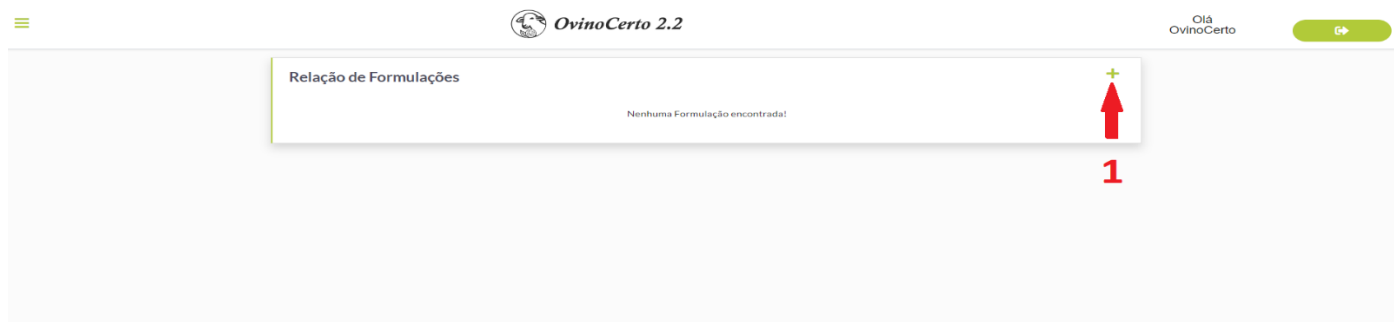 OvinoCerto 2.2
Olá
OvinoCerto
Relação de Formulações
+
Nenhuma Formulação encontrada!
1